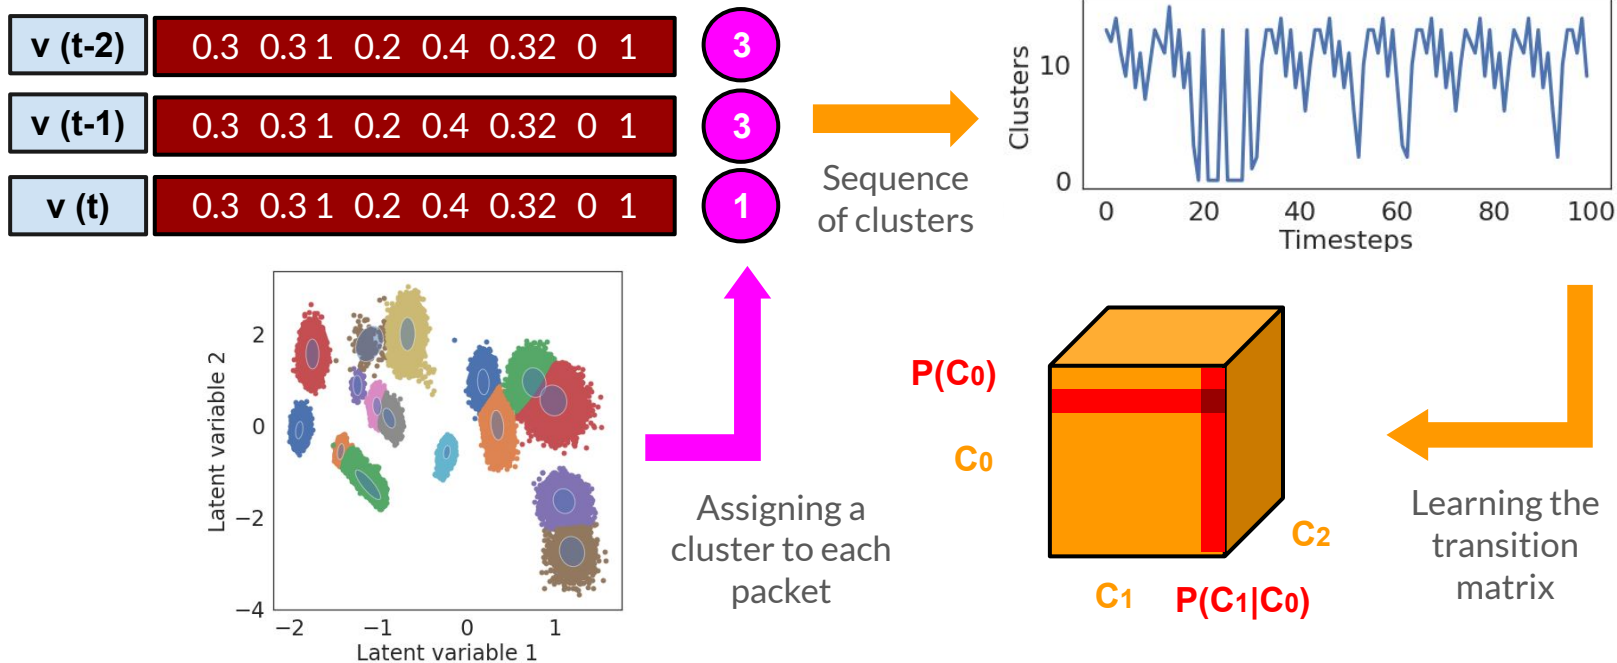 v (t-2) 0.3 0.3 1 0.2 0.4 0.32 0 1 3
v (t-1) 0.3 0.3 1 0.2 0.4 0.32 0 1 3
v (t) 0.3 0.3 1 0.2 0.4 0.32 0 1 1
Sequence
of clusters
Clusters
10
0
0 20 40 60 80 100
Timesteps
Latent variable 2
2
0
−2
−4
−2 −1 0 1
Latent variable 1
Assigning a
cluster to each
packet
P(C0)
C0
C1
P(C1|C0)
C2
Learning the
transition
matrix